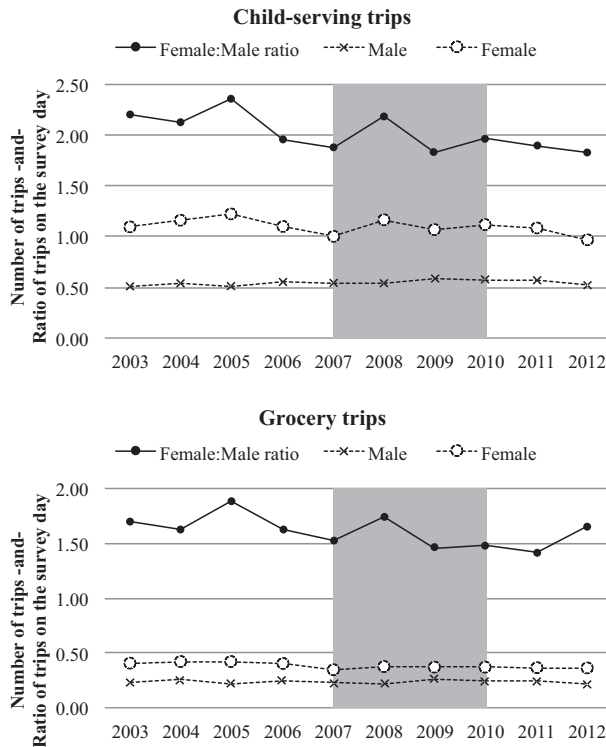 Child-serving trips
Female:Male ratio Male Female
Number of trips -and-
Ratio of trips on the survey day
2.50
2.00
1.50
1.00
0.50
0.00
2003 2004 2005 2006 2007 2008 2009 2010 2011 2012
Grocery trips
Female:Male ratio Male Female
Number of trips -and-
Ratio of trips on the survey day
2.00
1.50
1.00
0.50
0.00
2003 2004 2005 2006 2007 2008 2009 2010 2011 2012